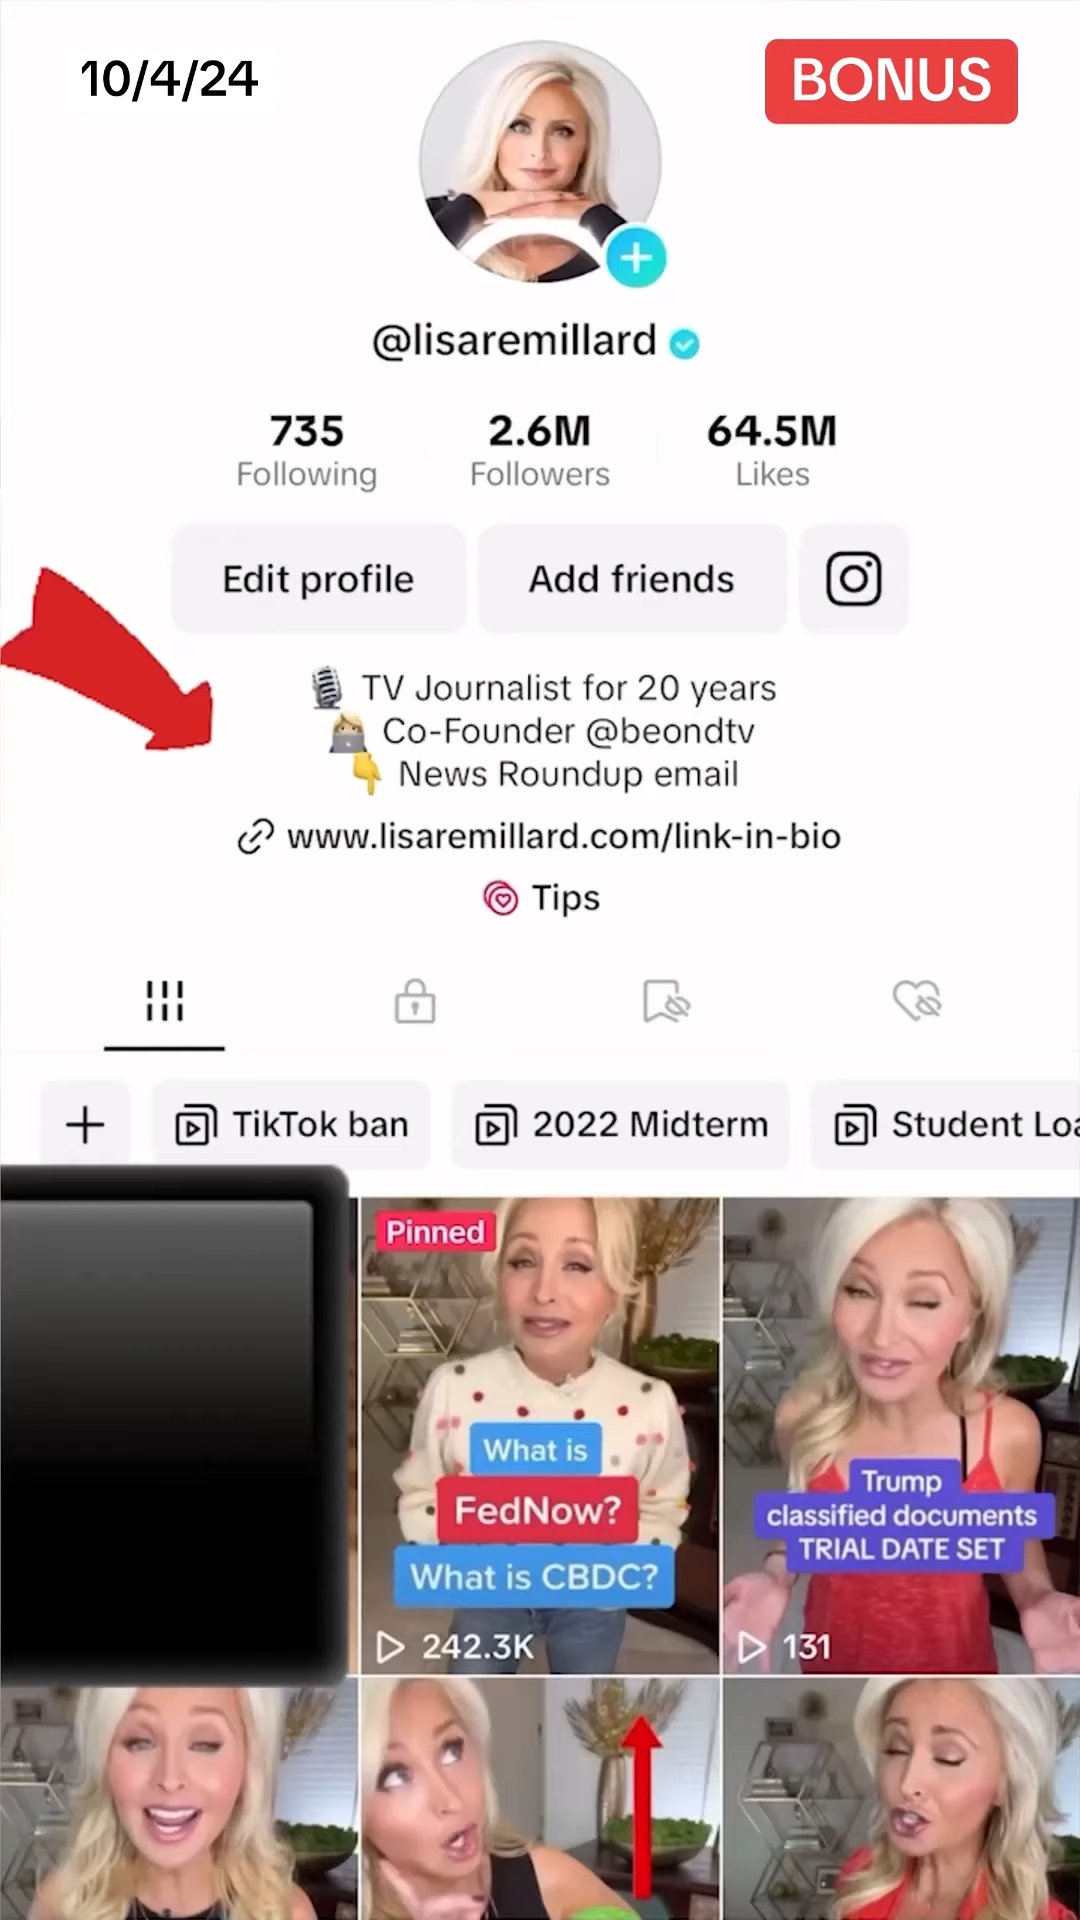 10/4/24
BONUS
@lisaremillard
735
Following
2.6M
Followers
64.5M
Likes
Edit profile
Add friends
TV Journalist for 20 years
Co-Founder @beondtv
News Roundup email
www.lisaremillard.com/link-in-bio
Tips
TikTok ban
2022 Midterm
Student Loa
Pinned
What is
FedNow?
What is CBDC?
242.3K
Trump
classified documents
TRIAL DATE SET
131